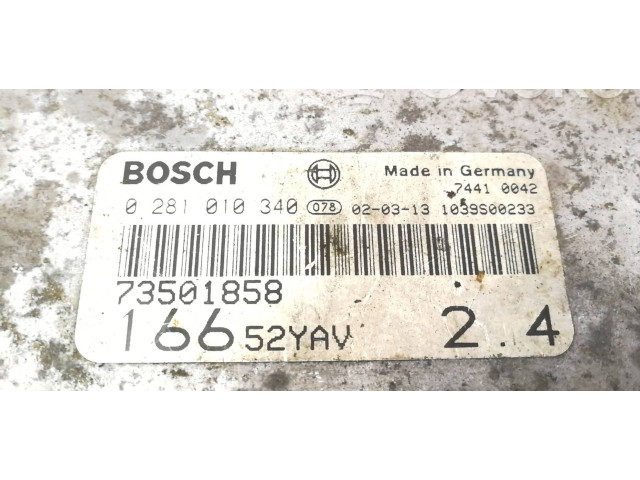 BOSCH Made in Germany
7441 0042
0 281 010 340 078 02-03-13 1039S00233
73501858
166 52YAV 2.4